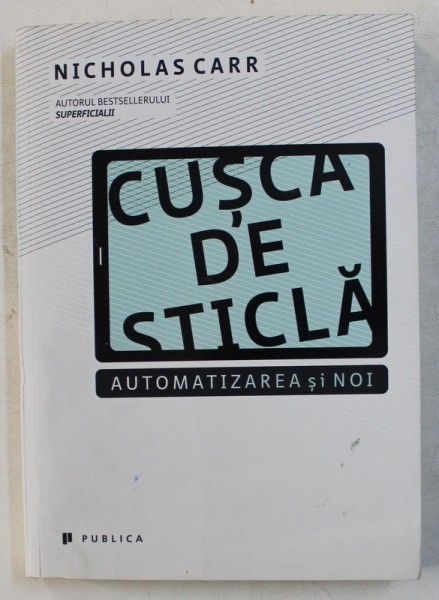 NICHOLAS CARR
AUTORUL BESTSELLERULUI
SUPERFICIALII
CUȘCA
DE
STICLĂ
AUTOMATIZAREA și NOI
PUBLICA